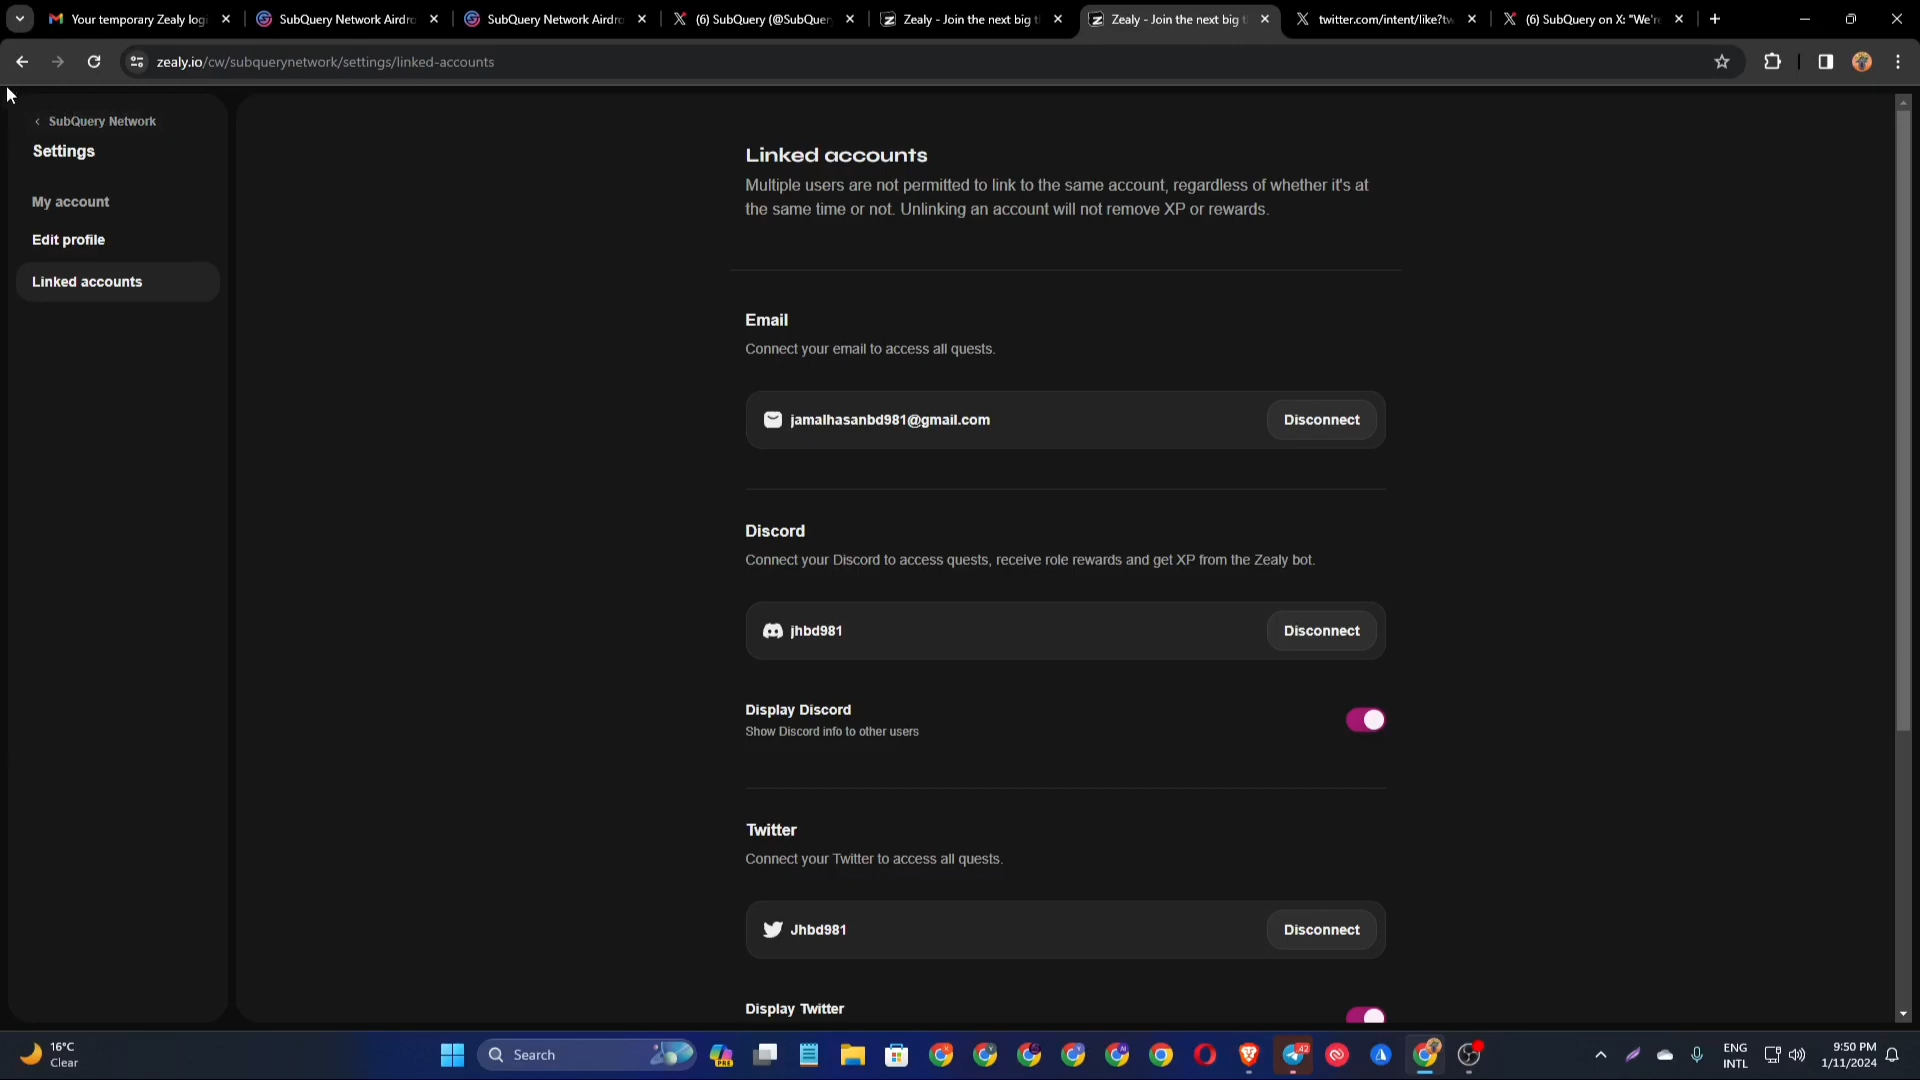 Your temporary Zealy logi
SubQuery Network Airdro
SubQuery Network Airdro
(6) SubQuery (@SubQuer
Zealy - Join the next big t
Zealy - Join the next big t
twitter.com/intent/like?tw
(6) SubQuery on X: "We're
zealy.io/cw/subquerynetwork/settings/linked-accounts
SubQuery Network
Settings
My account
Edit profile
Linked accounts
Linked accounts
Multiple users are not permitted to link to the same account, regardless of whether it's at
the same time or not. Unlinking an account will not remove XP or rewards.
Email
Connect your email to access all quests.
jamalhasanbd981@gmail.com
Disconnect
Discord
Connect your Discord to access quests, receive role rewards and get XP from the Zealy bot.
jhbd981
Disconnect
Display Discord
Show Discord info to other users
Twitter
Connect your Twitter to access all quests.
Jhbd981
Disconnect
Display Twitter
16°C
Clear
Search
PRE
42
ENG
INTL
9:50 PM
1/11/2024